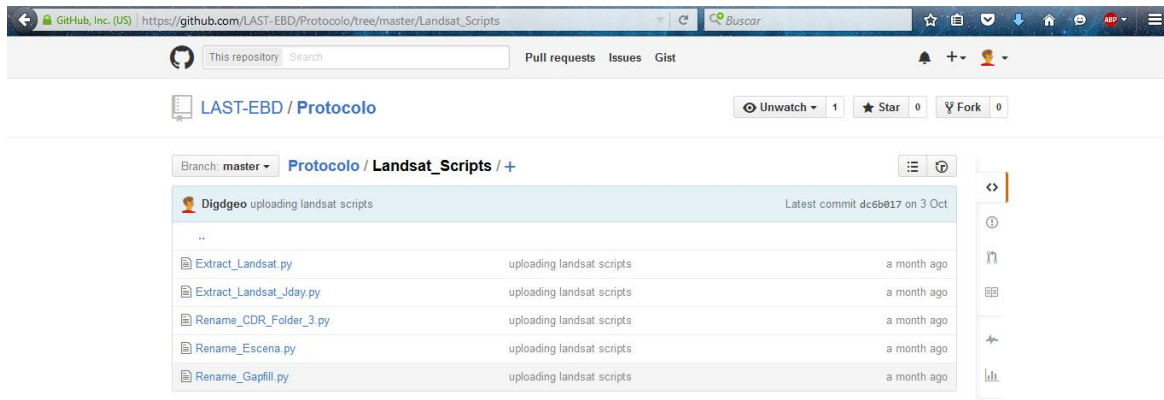 GitHub, Inc. (US) https://github.com/LAST-EBD/Protocolo/tree/master/Landsat_Scripts Buscar ABP
This repository Search Pull requests Issues Gist
LAST-EBD / Protocolo Unwatch 1 Star 0 Fork 0
Branch: master Protocolo / Landsat_Scripts / +
Digdgeo uploading landsat scripts Latest commit dc6b017 on 3 Oct
..
Extract_Landsat.py uploading landsat scripts a month ago
Extract_Landsat_Jday.py uploading landsat scripts a month ago
Rename_CDR_Folder_3.py uploading landsat scripts a month ago
Rename_Escena.py uploading landsat scripts a month ago
Rename_Gapfill.py uploading landsat scripts a month ago